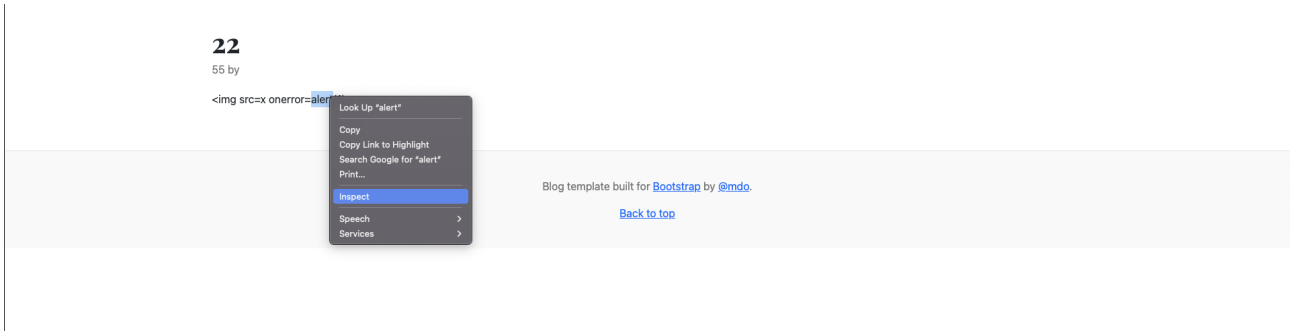 22
55 by
<img src=x onerror=alert
Look Up "alert"
Copy
Copy Link to Highlight
Search Google for "alert"
Print...
Inspect
Speech
Services
Blog template built for Bootstrap by @mdo.
Back to top